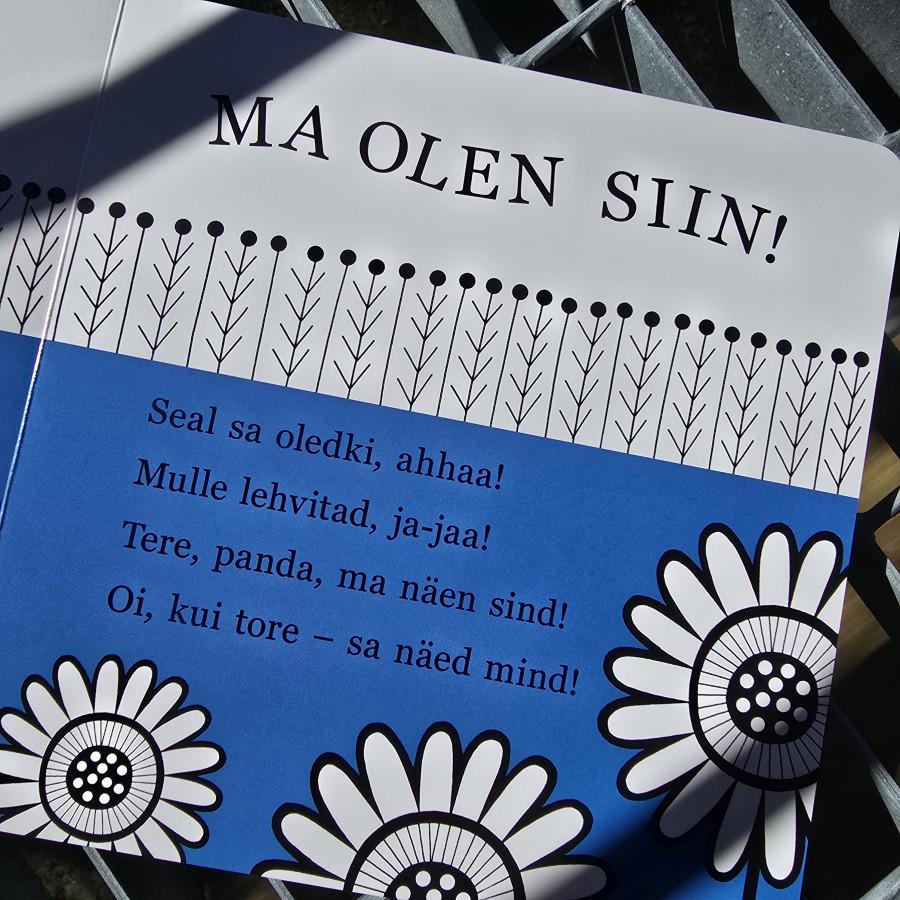 MA OLEN SIIN!
Seal sa oledki, ahhaa!
Mulle lehvitad, ja-jaa!
Tere, panda, ma näen sind!
Oi, kui tore – sa näed mind!